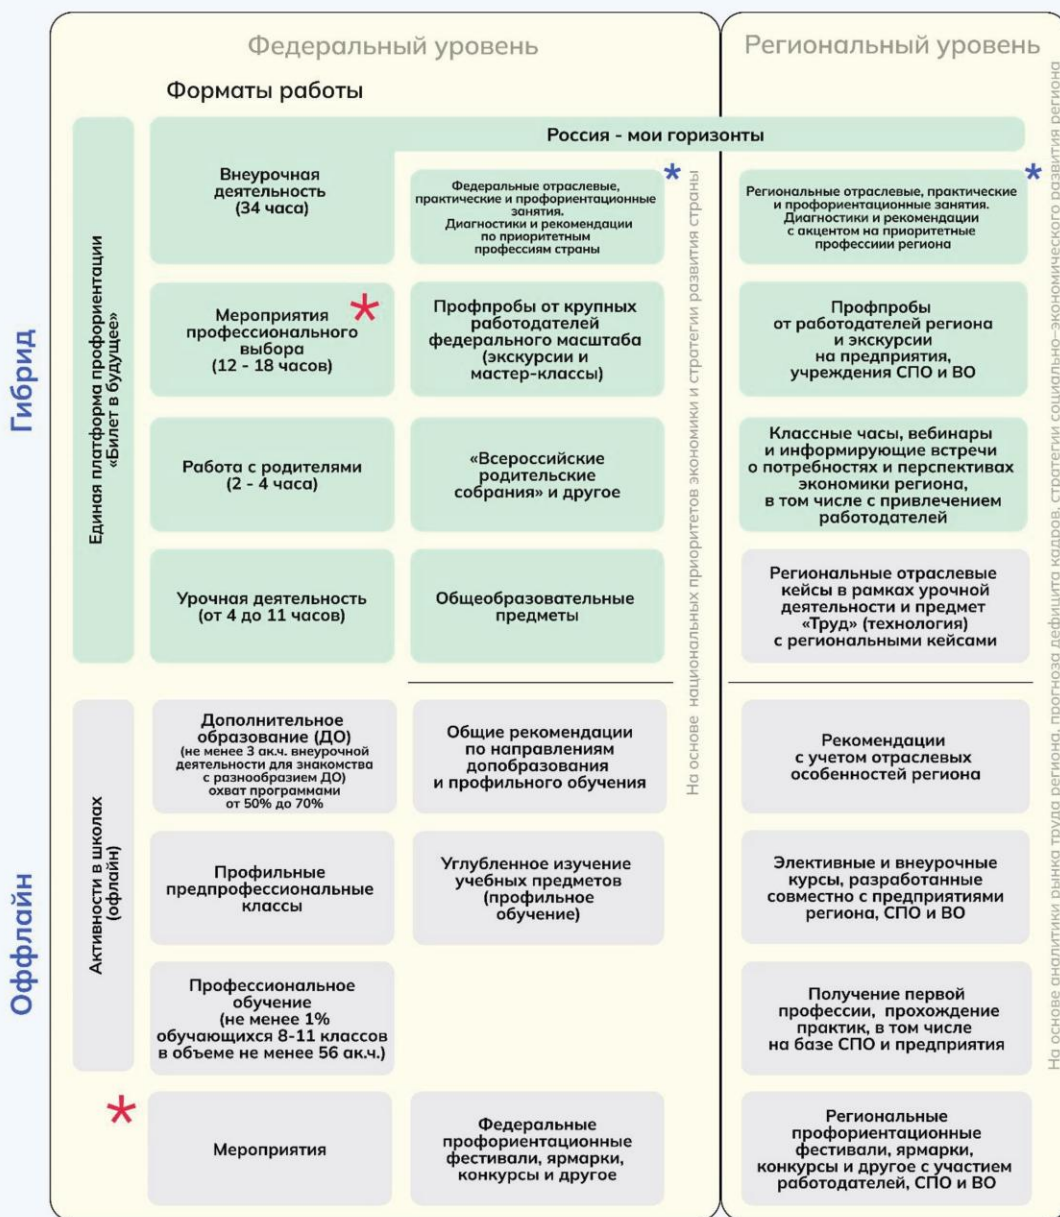 Федеральный уровень
Региональный уровень
Форматы работы
Гибрид
Единая платформа профориентации
«Билет в будущее»
Россия - мои горизонты
Внеурочная
деятельность
(34 часа)
*
Федеральные отраслевые,
практические и профориентационные
занятия.
Диагностики и рекомендации
по приоритетным
профессиям страны
*
Региональные отраслевые, практические
и профориентационные занятия.
Диагностики и рекомендации
с акцентом на приоритетные
профессиии региона
Мероприятия *
профессионального
выбора
(12 - 18 часов)
Профпробы от крупных
работодателей
федерального масштаба
(экскурсии и
мастер-классы)
Профпробы
от работодателей региона
и экскурсии
на предприятия,
учреждения СПО и ВО
Работа с родителями
(2 - 4 часа)
«Всероссийские
родительские
собрания» и другое
Классные часы, вебинары
и информирующие встречи
о потребностях и перспективах
экономики региона,
в том числе с привлечением
работодателей
Урочная деятельность
(от 4 до 11 часов)
Общеобразовательные
предметы
Региональные отраслевые
кейсы в рамках урочной
деятельности и предмет
«Труд» (технология)
с региональными кейсами
Оффлайн
Активности в школах
(офлайн)
Дополнительное
образование (ДО)
(не менее 3 ак.ч. внеурочной
деятельности для знакомства
с разнообразием ДО)
охват программами
от 50% до 70%
Общие рекомендации
по направлениям
допобразования
и профильного обучения
Рекомендации
с учетом отраслевых
особенностей региона
Профильные
предпрофессиональные
классы
Углубленное изучение
учебных предметов
(профильное
обучение)
Элективные и внеурочные
курсы, разработанные
совместно с предприятиями
региона, СПО и ВО
Профессиональное
обучение
(не менее 1%
обучающихся 8-11 классов
в объеме не менее 56 ак.ч.)
Получение первой
профессии, прохождение
практик, в том числе
на базе СПО и предприятия
*
Мероприятия
Федеральные
профориентационные
фестивали, ярмарки,
конкурсы и другое
Региональные
профориентационные
фестивали, ярмарки,
конкурсы и другое с участием
работодателей, СПО и ВО
На основе национальных приоритетов экономики и стратегии развития страны
На основе аналитики рынка труда региона, прогноза дефицита кадров, стратегии социально-экономического развития региона